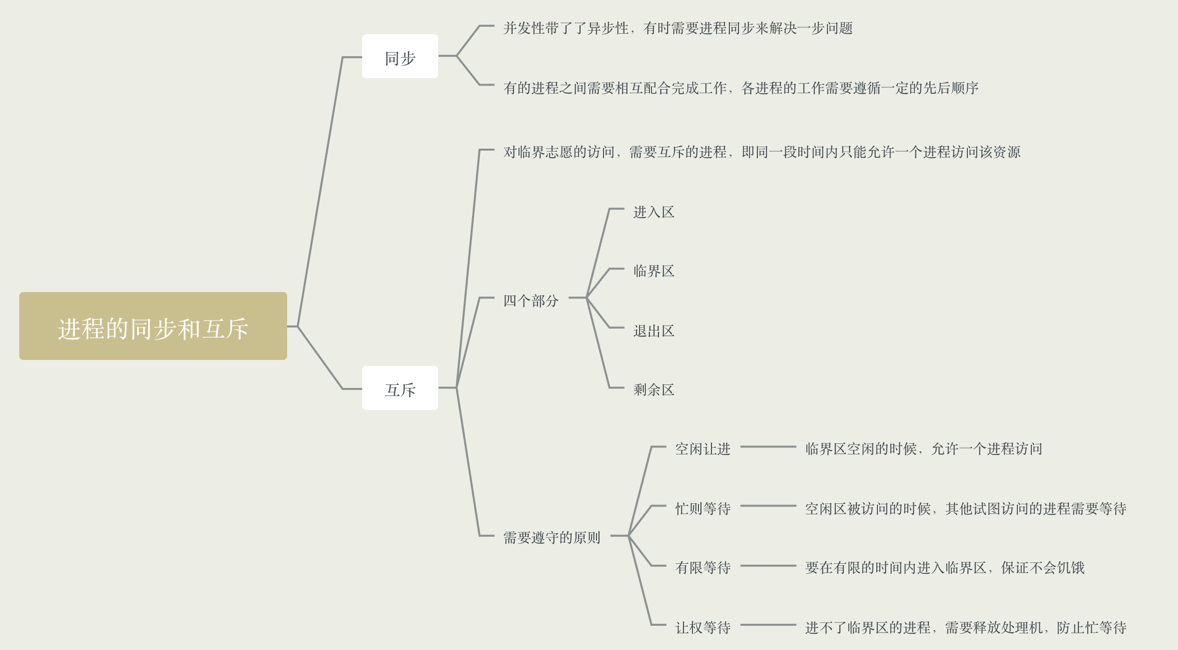 进程的同步和互斥
同步
并发性带了了异步性，有时需要进程同步来解决一步问题
有的进程之间需要相互配合完成工作，各进程的工作需要遵循一定的先后顺序
互斥
对临界志愿的访问，需要互斥的进程，即同一段时间内只能允许一个进程访问该资源
四个部分
进入区
临界区
退出区
剩余区
需要遵守的原则
空闲让进
临界区空闲的时候，允许一个进程访问
忙则等待
空闲区被访问的时候，其他试图访问的进程需要等待
有限等待
要在有限的时间内进入临界区，保证不会饥饿
让权等待
进不了临界区的进程，需要释放处理机，防止忙等待